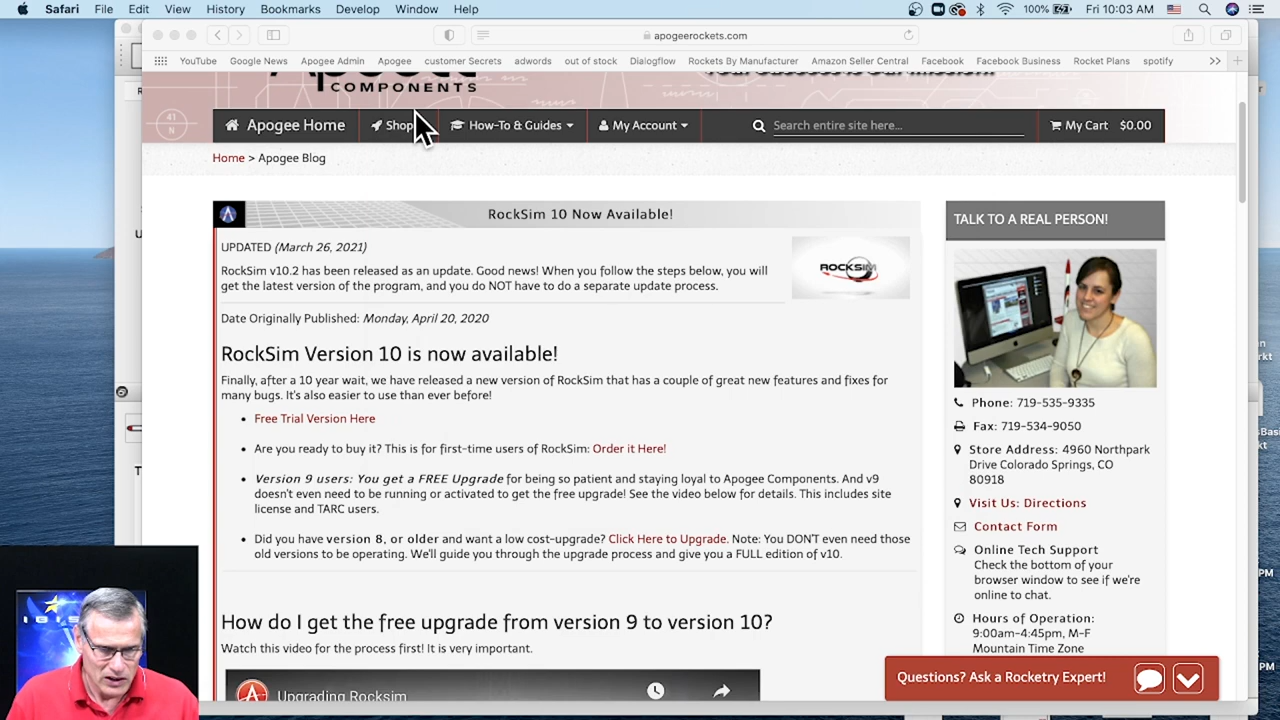 Safari File Edit View History Bookmarks Develop Window Help 100% Fri 10:03 AM
apogeerockets.com
YouTube Google News Apogee Admin Apogee customer Secrets adwords out of stock Dialogflow Rockets By Manufacturer Amazon Seller Central Facebook Facebook Business Rocket Plans spotify
Apogee
COMPONENTS
41
N
Apogee Home Shop How-To & Guides My Account Search entire site here... My Cart $0.00
Home > Apogee Blog
RockSim 10 Now Available!
UPDATED (March 26, 2021)
RockSim v10.2 has been released as an update. Good news! When you follow the steps below, you will
get the latest version of the program, and you do NOT have to do a separate update process.
ROCKSIM
Date Originally Published: Monday, April 20, 2020
RockSim Version 10 is now available!
Finally, after a 10 year wait, we have released a new version of RockSim that has a couple of great new features and fixes for
many bugs. It's also easier to use than ever before!
• Free Trial Version Here
• Are you ready to buy it? This is for first-time users of RockSim: Order it Here!
• Version 9 users: You get a FREE Upgrade for being so patient and staying loyal to Apogee Components. And v9
doesn't even need to be running or activated to get the free upgrade! See the video below for details. This includes site
license and TARC users.
• Did you have version 8, or older and want a low cost-upgrade? Click Here to Upgrade. Note: You DON'T even need those
old versions to be operating. We'll guide you through the upgrade process and give you a FULL edition of v10.
How do I get the free upgrade from version 9 to version 10?
Watch this video for the process first! It is very important.
Upgrading Rocksim
TALK TO A REAL PERSON!
Phone: 719-535-9335
Fax: 719-534-9050
Store Address: 4960 Northpark
Drive Colorado Springs, CO
80918
Visit Us: Directions
Contact Form
Online Tech Support
Check the bottom of your
browser window to see if we're
online to chat.
Hours of Operation:
9:00am-4:45pm, M-F
Mountain Time Zone
Questions? Ask a Rocketry Expert!